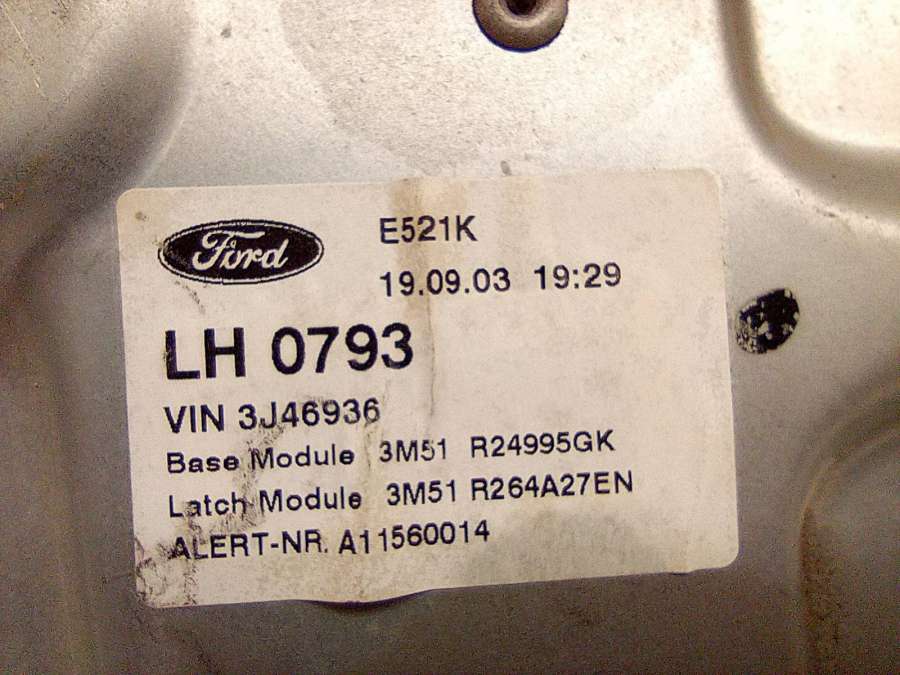 Ford
E521K
19.09.03 19:29
LH 0793
VIN 3J46936
Base Module 3M51 R24995GK
Latch Module 3M51 R264A27EN
ALERT-NR. A11560014